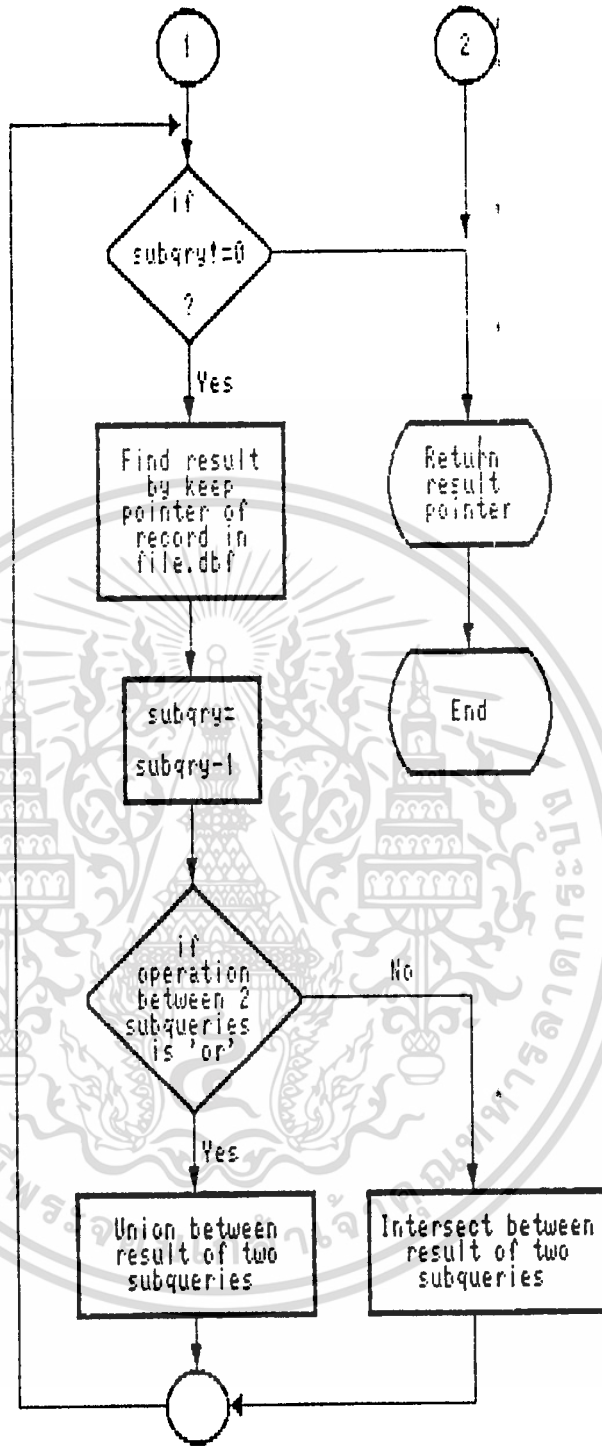 1
2
if
subqry!=0
?
Yes
Find result
by keep
pointer of
record in
file.dbf
Return
result
pointer
subqry=
subqry-1
End
if
operation
between 2
subqueries
is 'or'
No
Yes
Union between
result of two
subqueries
Intersect between
result of two
subqueries